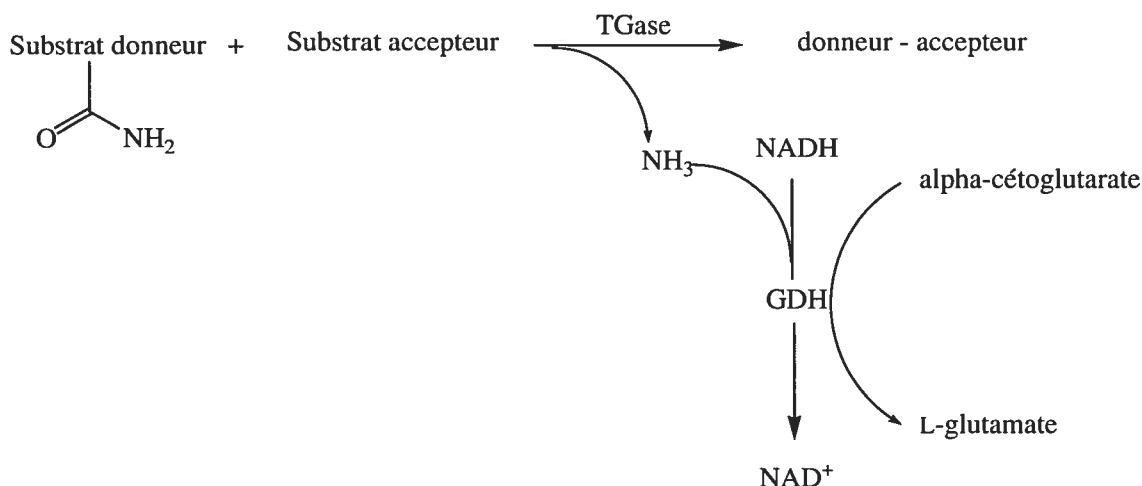 TGase
Substrat donneur + Substrat accepteur donneur - accepteur
O NH₂
NH₃ NADH
alpha-cétoglutarate
GDH
L-glutamate
NAD⁺